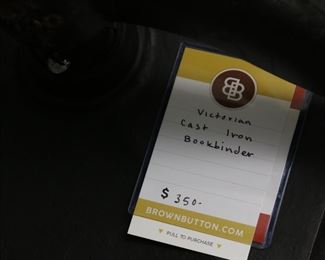 BB
Victorian
Cast Iron
Bookbinder
$350-
BROWNBUTTON.COM
PULL TO PURCHASE